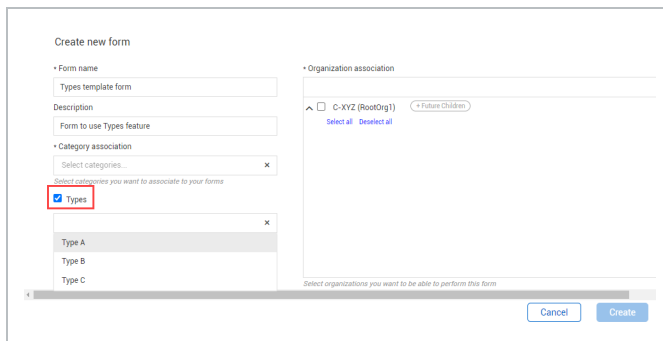 Create new form
* Form name
Types template form
Description
Form to use Types feature
* Category association
Select categories...
Select categories you want to associate to your forms
Types
Type A
Type B
Type C
* Organization association
C-XYZ (RootOrg1) + Future Children
Select all Deselect all
Select organizations you want to be able to perform this form
Cancel Create